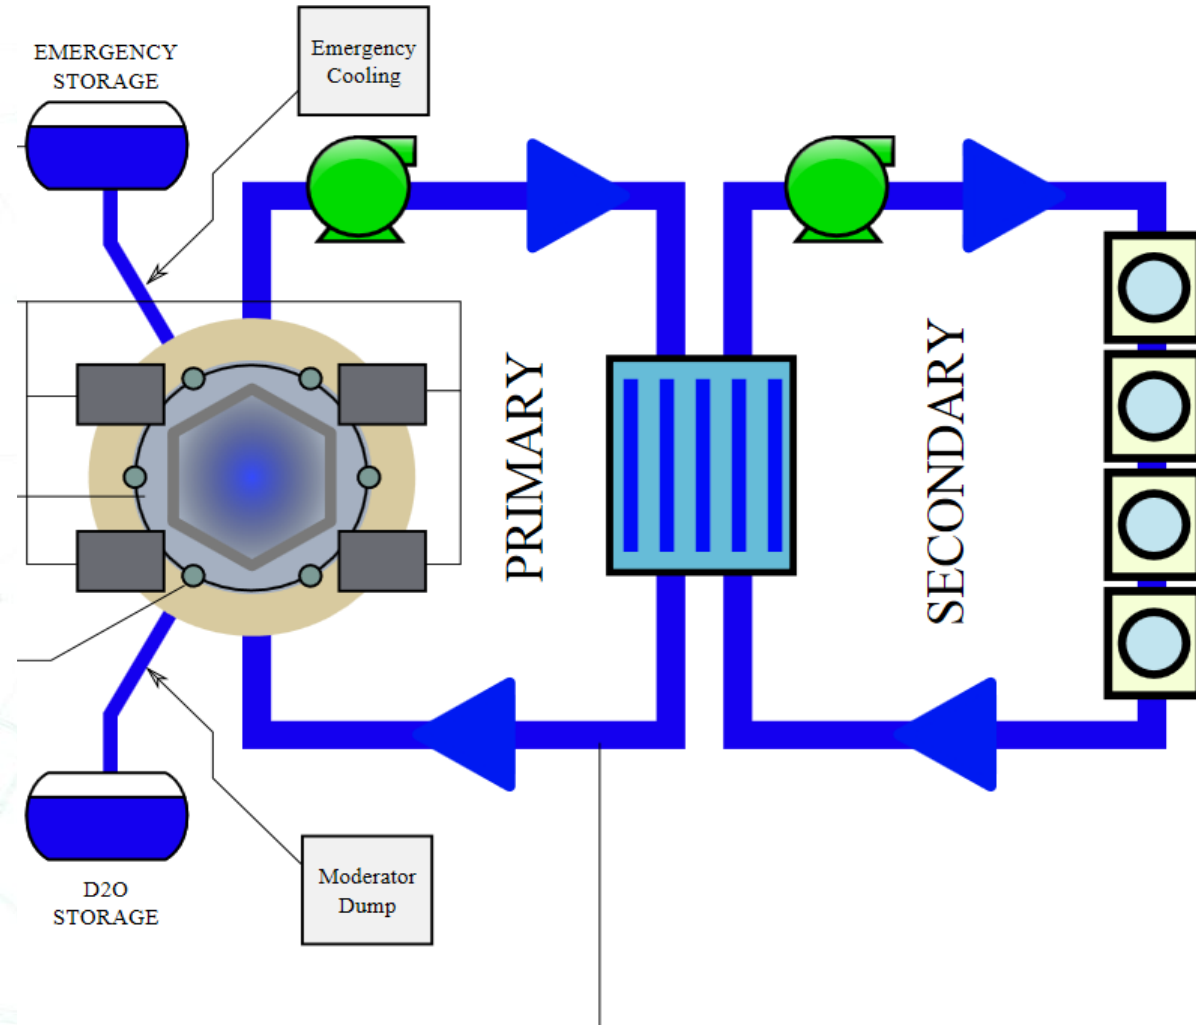 EMERGENCY
STORAGE
Emergency
Cooling
PRIMARY
SECONDARY
Moderator
Dump
D2O
STORAGE